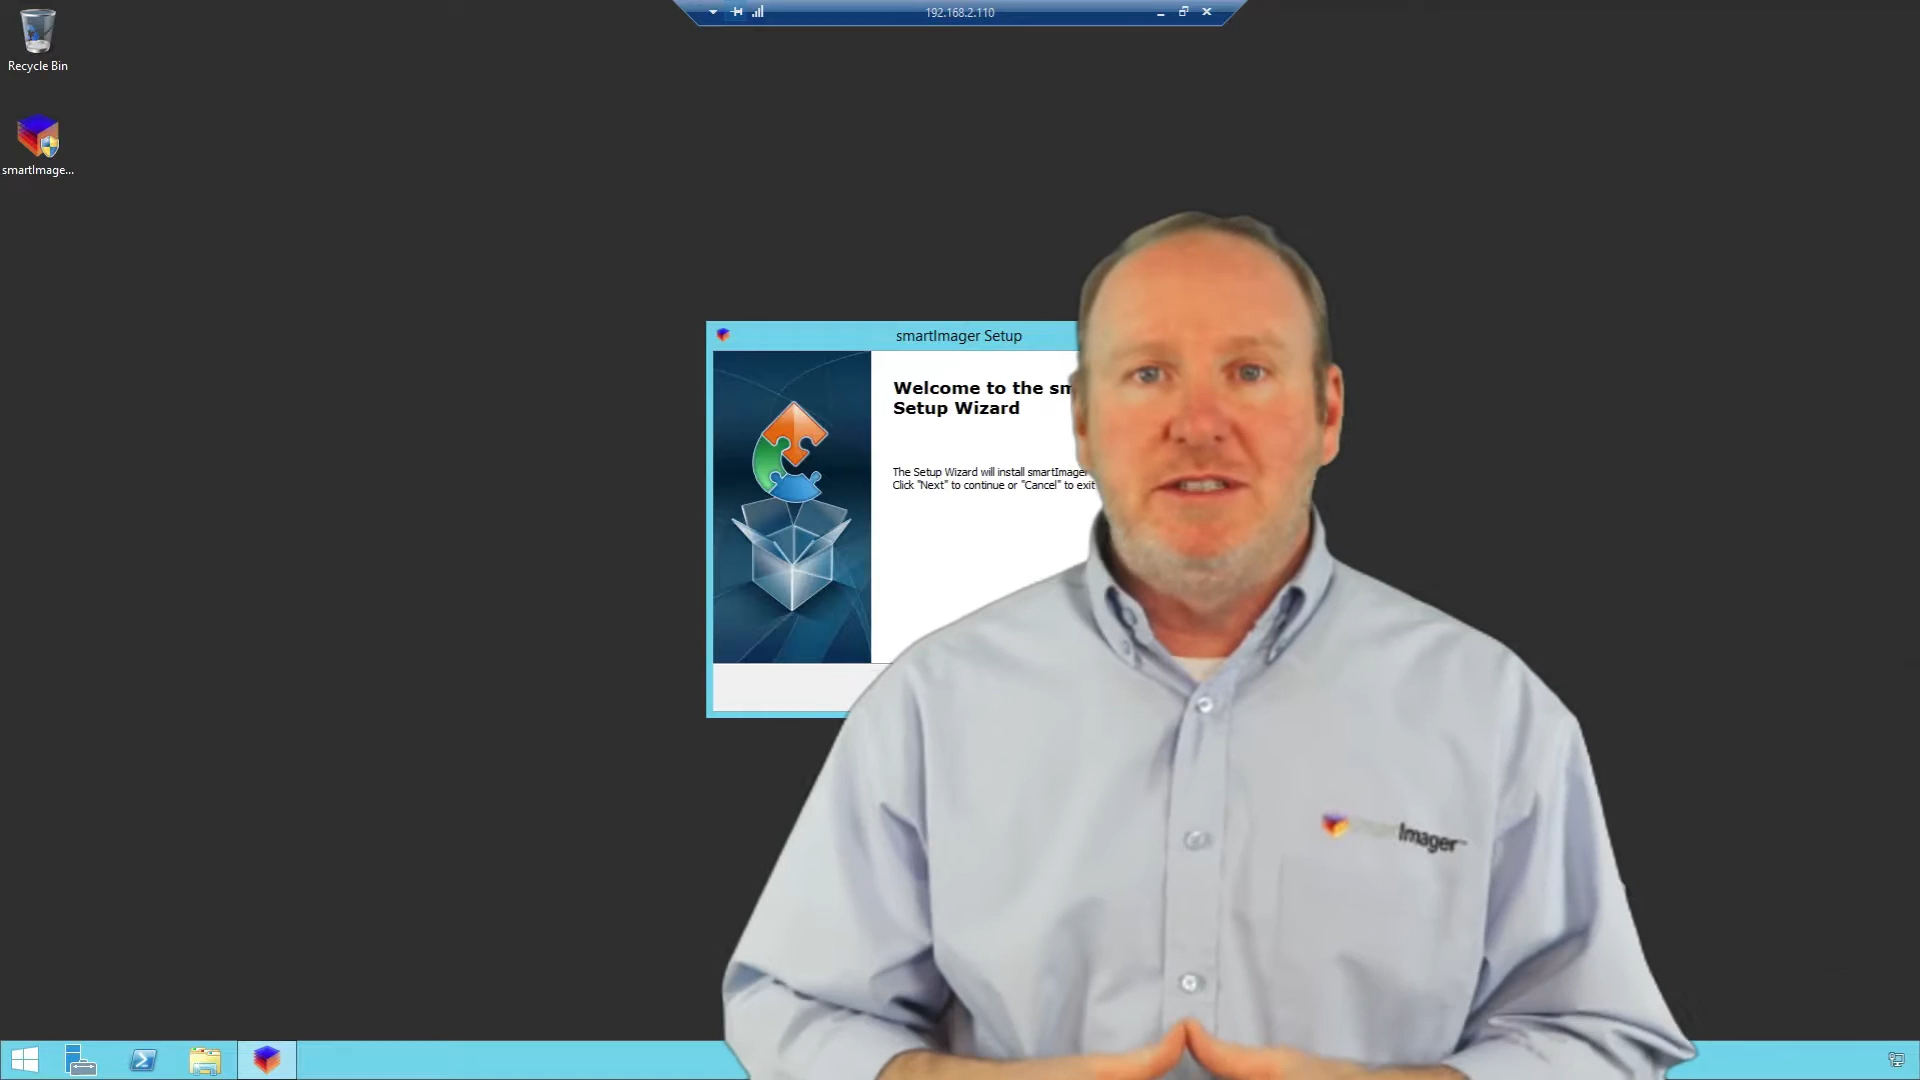 192.168.2.110
Recycle Bin
smartImage...
smartImager Setup
Welcome to the sm
Setup Wizard
The Setup Wizard will install smartImager
Click "Next" to continue or "Cancel" to exit
Imager